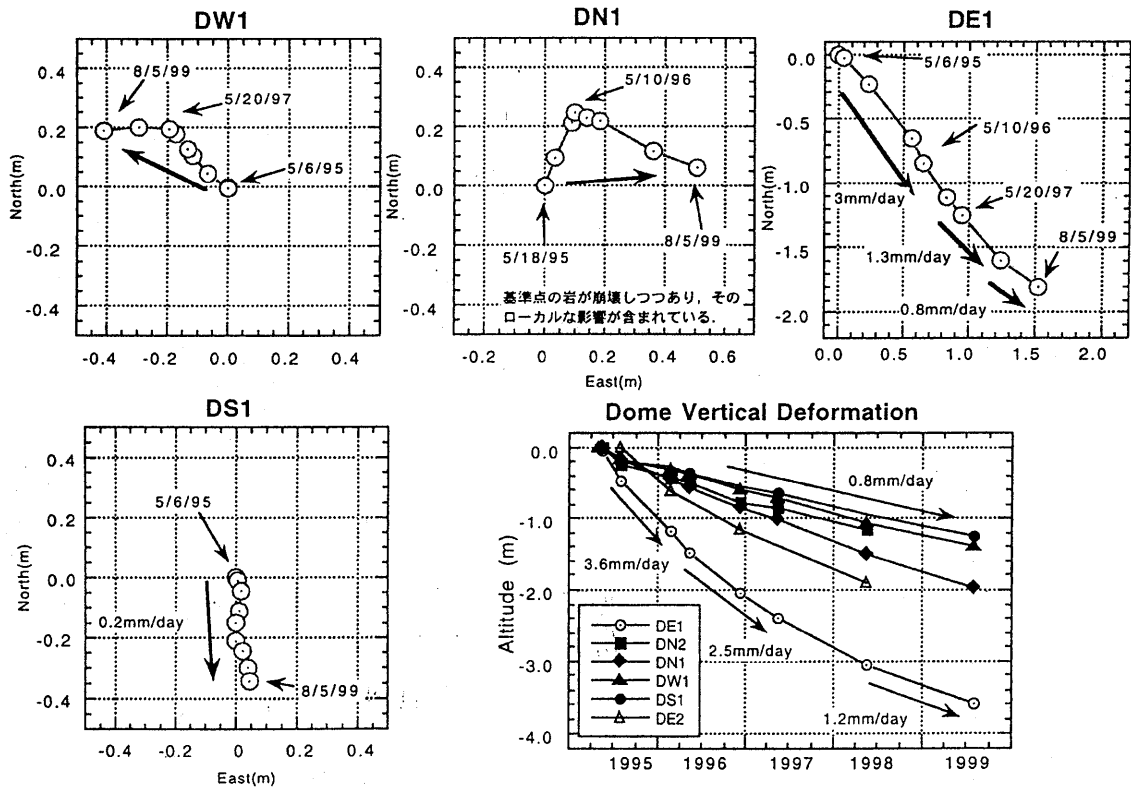 DW1
0.4
0.2
0.0
-0.2
-0.4
North(m)
8/5/99
5/20/97
5/6/95
-0.4
-0.2
0.0
0.2
0.4
DN1
0.4
0.2
0.0
-0.2
-0.4
North(m)
5/10/96
8/5/99
5/18/95
基準点の岩が崩壊しつつあり,その
ローカルな影響が含まれている.
-0.2
0
0.2
0.4
0.6
East(m)
DE1
0.0
-0.5
-1.0
-1.5
-2.0
North(m)
5/6/95
5/10/96
5/20/97
8/5/99
3mm/day
1.3mm/day
0.8mm/day
0.0
0.5
1.0
1.5
2.0
DS1
0.4
0.2
0.0
-0.2
-0.4
North(m)
5/6/95
0.2mm/day
8/5/99
-0.4
-0.2
0
0.2
0.4
East(m)
Dome Vertical Deformation
0.0
-1.0
-2.0
-3.0
-4.0
Altitude (m)
0.8mm/day
3.6mm/day
2.5mm/day
1.2mm/day
DE1
DN2
DN1
DW1
DS1
DE2
1995
1996
1997
1998
1999